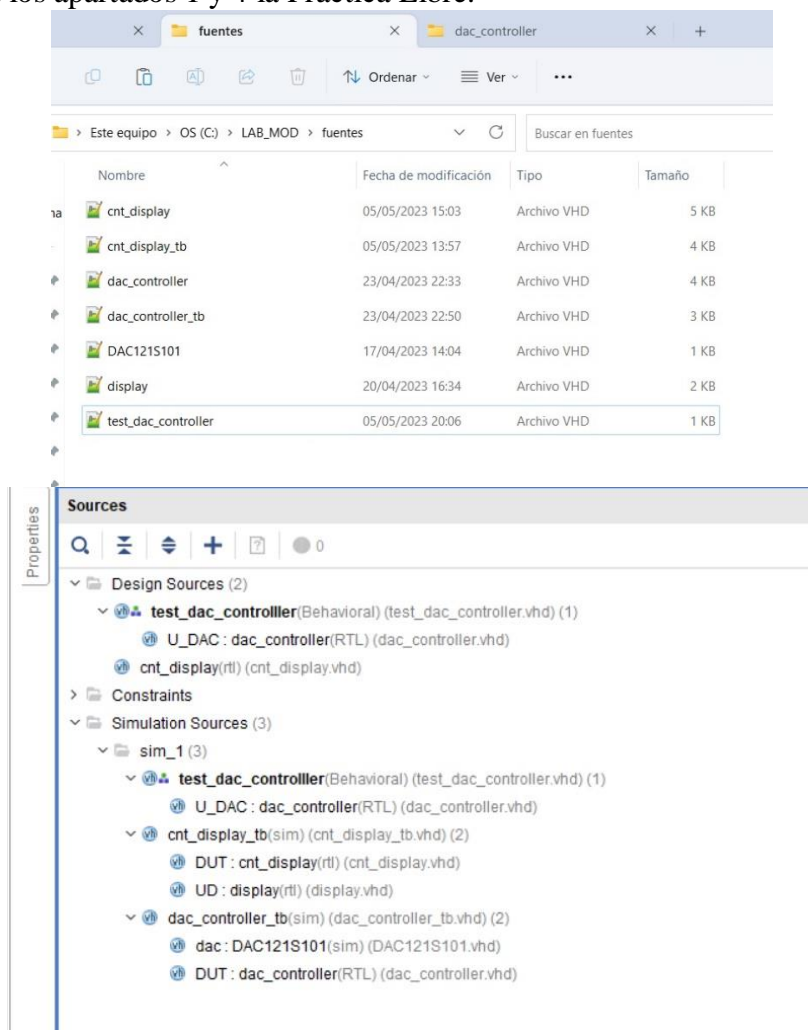 los apartados 1 y 4 la Práctica Libre.
fuentes
dac_controller
Ordenar
Ver
Este equipo > OS (C:) > LAB_MOD > fuentes
Buscar en fuentes
Nombre Fecha de modificación Tipo Tamaño
na
cnt_display 05/05/2023 15:03 Archivo VHD 5 KB
cnt_display_tb 05/05/2023 13:57 Archivo VHD 4 KB
dac_controller 23/04/2023 22:33 Archivo VHD 4 KB
dac_controller_tb 23/04/2023 22:50 Archivo VHD 3 KB
DAC121S101 17/04/2023 14:04 Archivo VHD 1 KB
display 20/04/2023 16:34 Archivo VHD 2 KB
test_dac_controller 05/05/2023 20:06 Archivo VHD 1 KB
Properties
Sources
0
Design Sources (2)
test_dac_controlller(Behavioral) (test_dac_controller.vhd) (1)
U_DAC : dac_controller(RTL) (dac_controller.vhd)
cnt_display(rtl) (cnt_display.vhd)
Constraints
Simulation Sources (3)
sim_1 (3)
test_dac_controlller(Behavioral) (test_dac_controller.vhd) (1)
U_DAC : dac_controller(RTL) (dac_controller.vhd)
cnt_display_tb(sim) (cnt_display_tb.vhd) (2)
DUT : cnt_display(rtl) (cnt_display.vhd)
UD : display(rtl) (display.vhd)
dac_controller_tb(sim) (dac_controller_tb.vhd) (2)
dac : DAC121S101(sim) (DAC121S101.vhd)
DUT : dac_controller(RTL) (dac_controller.vhd)